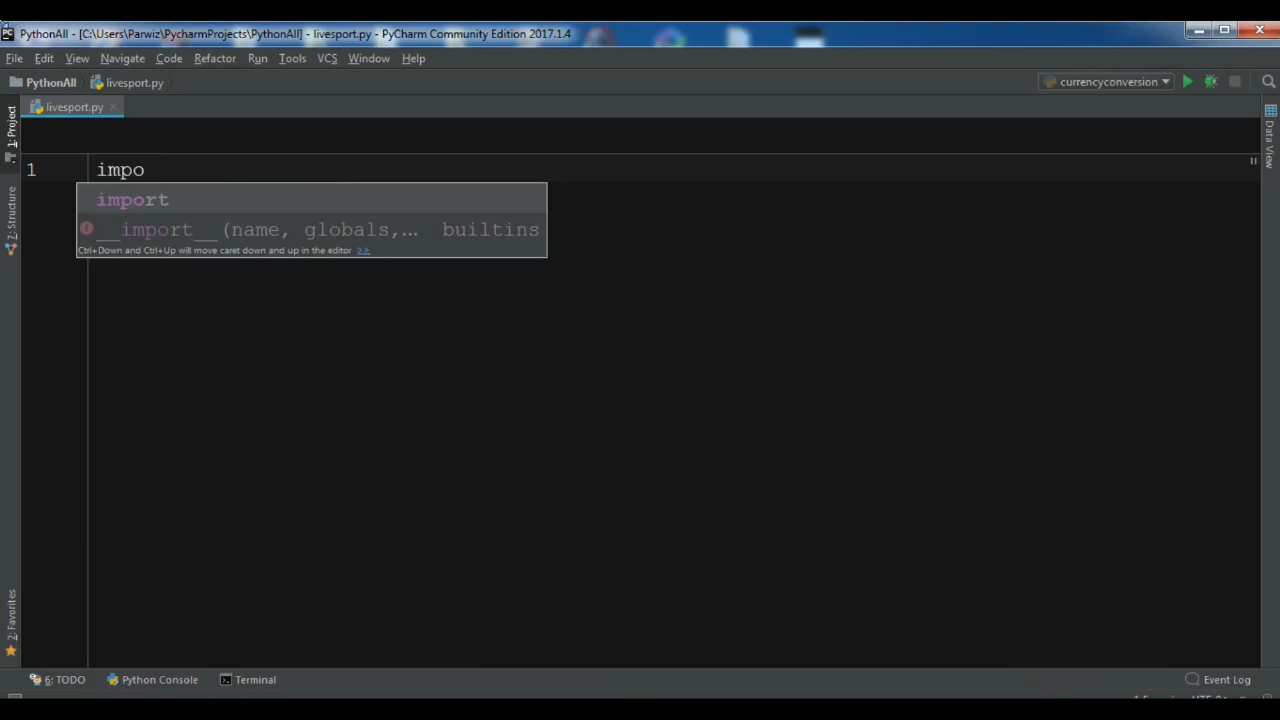 PythonAll - [C:\Users\Parwiz\PycharmProjects\PythonAll] - livesport.py - PyCharm Community Edition 2017.1.4
File Edit View Navigate Code Refactor Run Tools VCS Window Help
PythonAll livesport.py currencyconversion
livesport.py
1: Project
Data View
1 impo
import
__import__(name, globals,... builtins
Ctrl+Down and Ctrl+Up will move caret down and up in the editor >>
7: Structure
2: Favorites
6: TODO Python Console Terminal Event Log